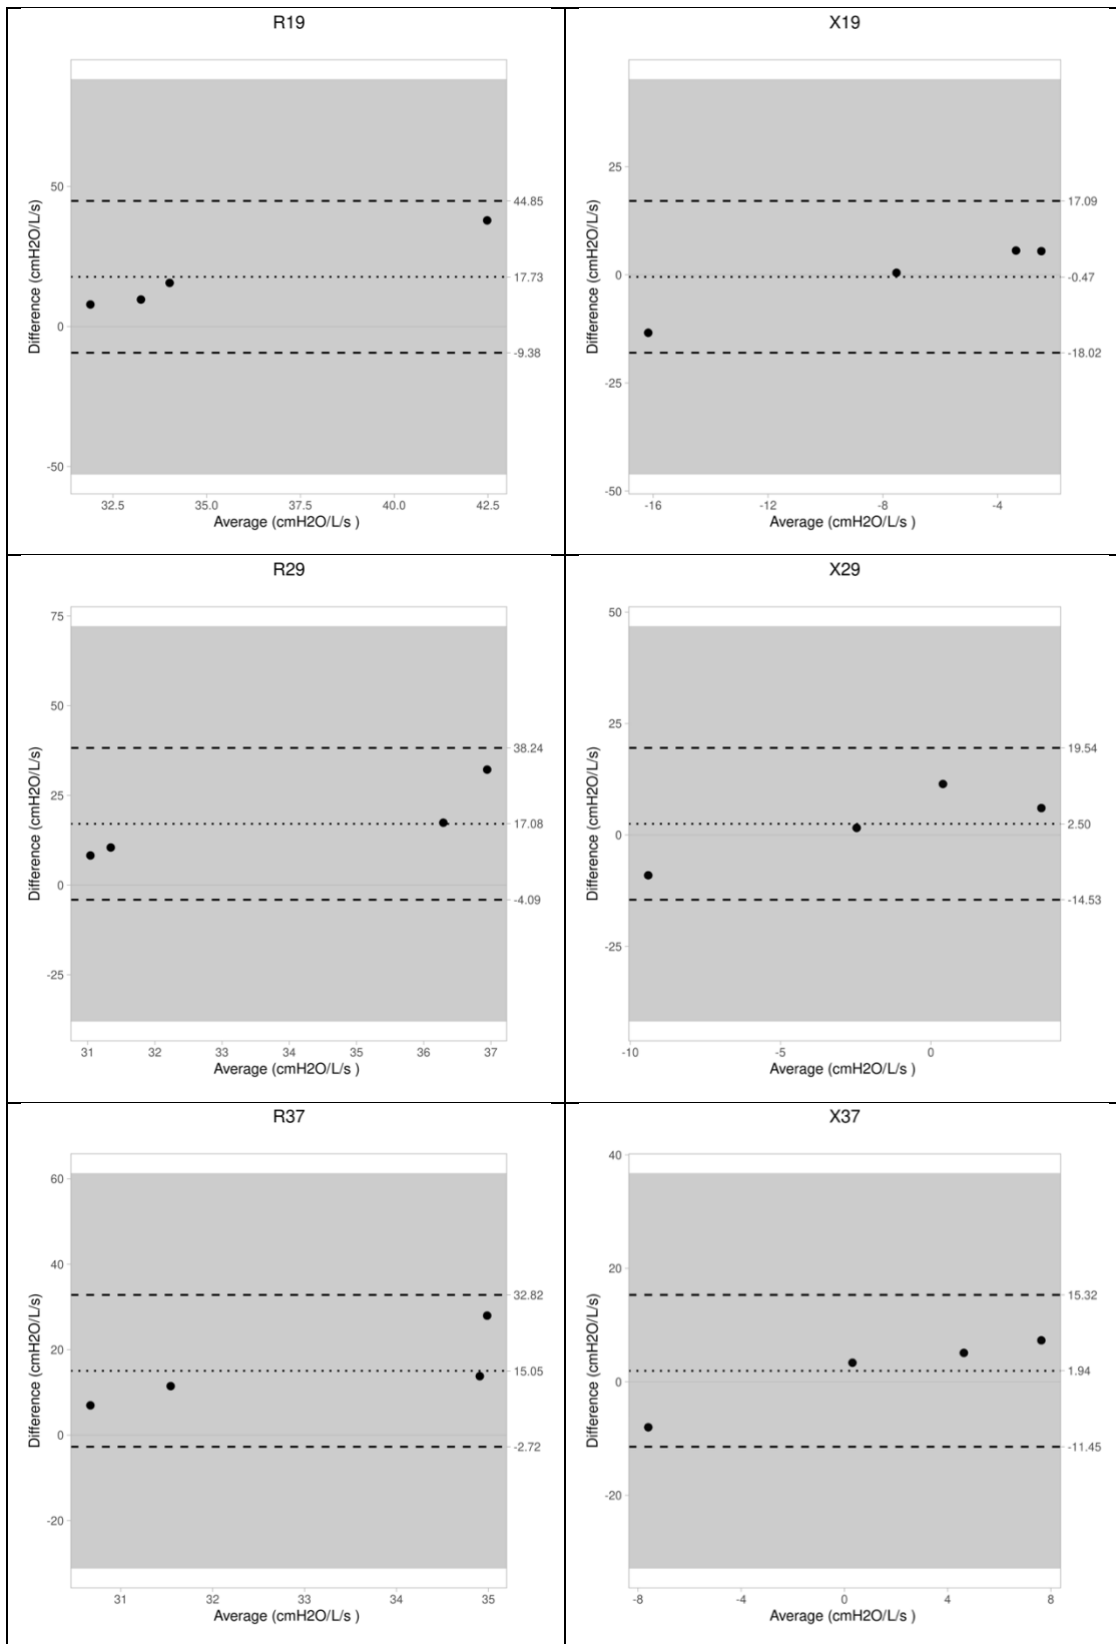 R19
Difference (cmH2O/L/s)
50
0
-50
44.85
17.73
-9.38
32.5 35.0 37.5 40.0 42.5
Average (cmH2O/L/s )
X19
Difference (cmH2O/L/s)
25
0
-25
-50
17.09
-0.47
-18.02
-16 -12 -8 -4
Average (cmH2O/L/s )
R29
Difference (cmH2O/L/s)
75
50
25
0
-25
38.24
17.08
-4.09
31 32 33 34 35 36 37
Average (cmH2O/L/s )
X29
Difference (cmH2O/L/s)
50
25
0
-25
19.54
2.50
-14.53
-10 -5 0
Average (cmH2O/L/s )
R37
Difference (cmH2O/L/s)
60
40
20
0
-20
32.82
15.05
-2.72
31 32 33 34 35
Average (cmH2O/L/s )
X37
Difference (cmH2O/L/s)
40
20
0
-20
15.32
1.94
-11.45
-8 -4 0 4 8
Average (cmH2O/L/s )